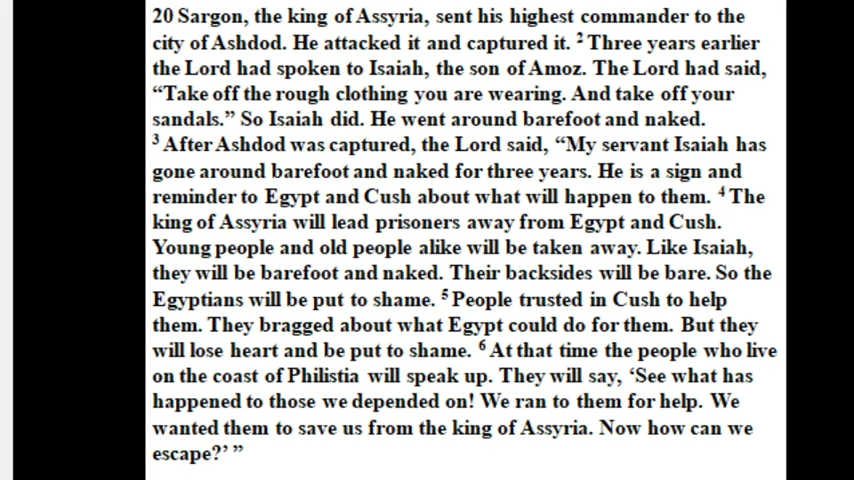 20 Sargon, the king of Assyria, sent his highest commander to the
city of Ashdod. He attacked it and captured it. ² Three years earlier
the Lord had spoken to Isaiah, the son of Amoz. The Lord had said,
“Take off the rough clothing you are wearing. And take off your
sandals.” So Isaiah did. He went around barefoot and naked.
³ After Ashdod was captured, the Lord said, “My servant Isaiah has
gone around barefoot and naked for three years. He is a sign and
reminder to Egypt and Cush about what will happen to them. ⁴ The
king of Assyria will lead prisoners away from Egypt and Cush.
Young people and old people alike will be taken away. Like Isaiah,
they will be barefoot and naked. Their backsides will be bare. So the
Egyptians will be put to shame. ⁵ People trusted in Cush to help
them. They bragged about what Egypt could do for them. But they
will lose heart and be put to shame. ⁶ At that time the people who live
on the coast of Philistia will speak up. They will say, ‘See what has
happened to those we depended on! We ran to them for help. We
wanted them to save us from the king of Assyria. Now how can we
escape?’ ”